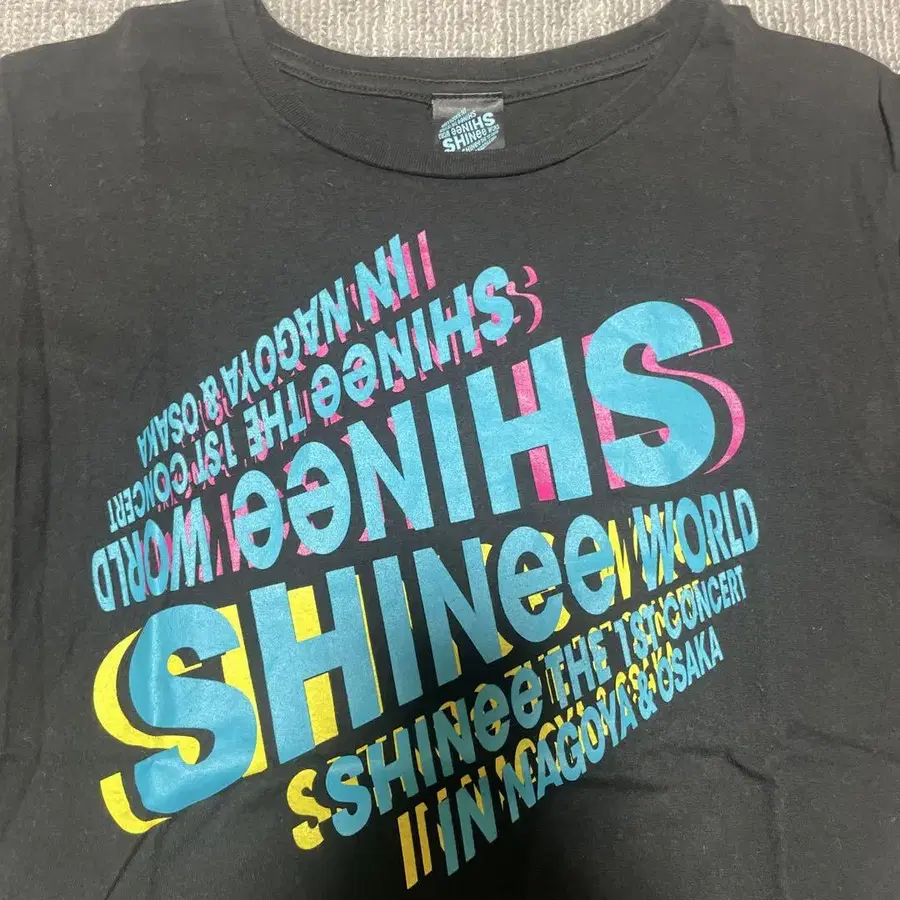 SHINee
SHINee WORLD
IN NAGOYA & OSAKA
SHINee THE 1ST CONCERT
SHINee WORLD
SHINee WORLD
SHINee THE 1ST CONCERT
IN NAGOYA & OSAKA